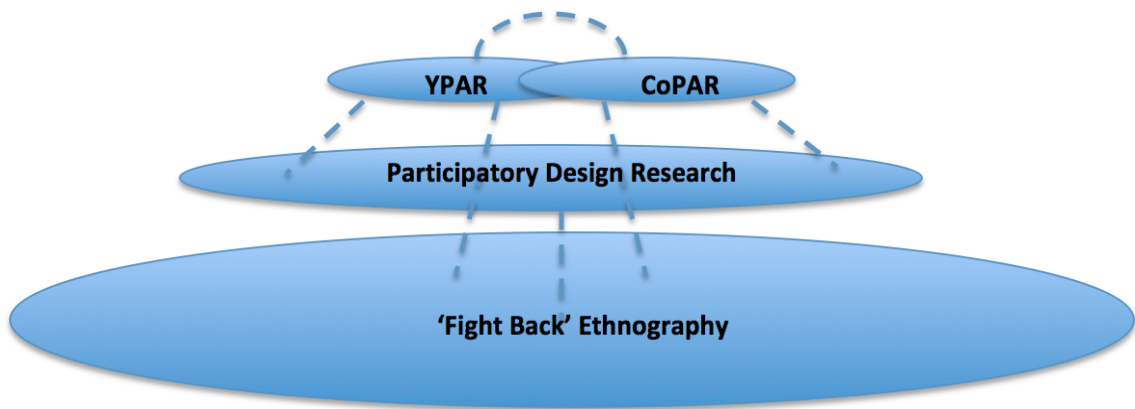 YPAR
CoPAR
Participatory Design Research
‘Fight Back’ Ethnography